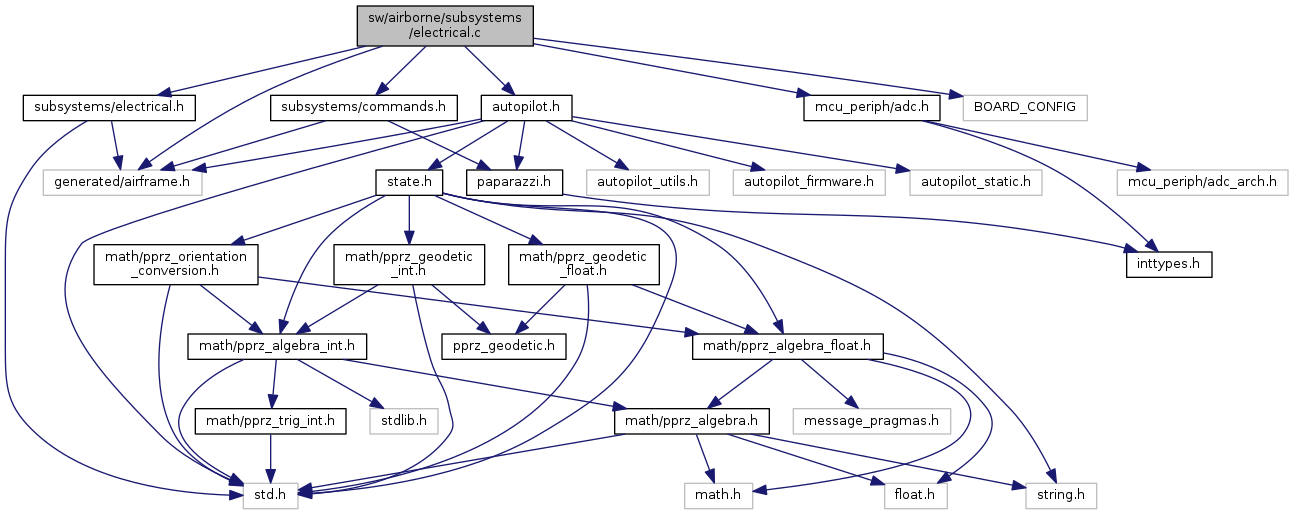 sw/airborne/subsystems
/electrical.c
subsystems/electrical.h
subsystems/commands.h
autopilot.h
mcu_periph/adc.h
BOARD_CONFIG
generated/airframe.h
state.h
paparazzi.h
autopilot_utils.h
autopilot_firmware.h
autopilot_static.h
mcu_periph/adc_arch.h
math/pprz_orientation
_conversion.h
math/pprz_geodetic
_int.h
math/pprz_geodetic
_float.h
inttypes.h
math/pprz_algebra_int.h
pprz_geodetic.h
math/pprz_algebra_float.h
math/pprz_trig_int.h
stdlib.h
math/pprz_algebra.h
message_pragmas.h
std.h
math.h
float.h
string.h